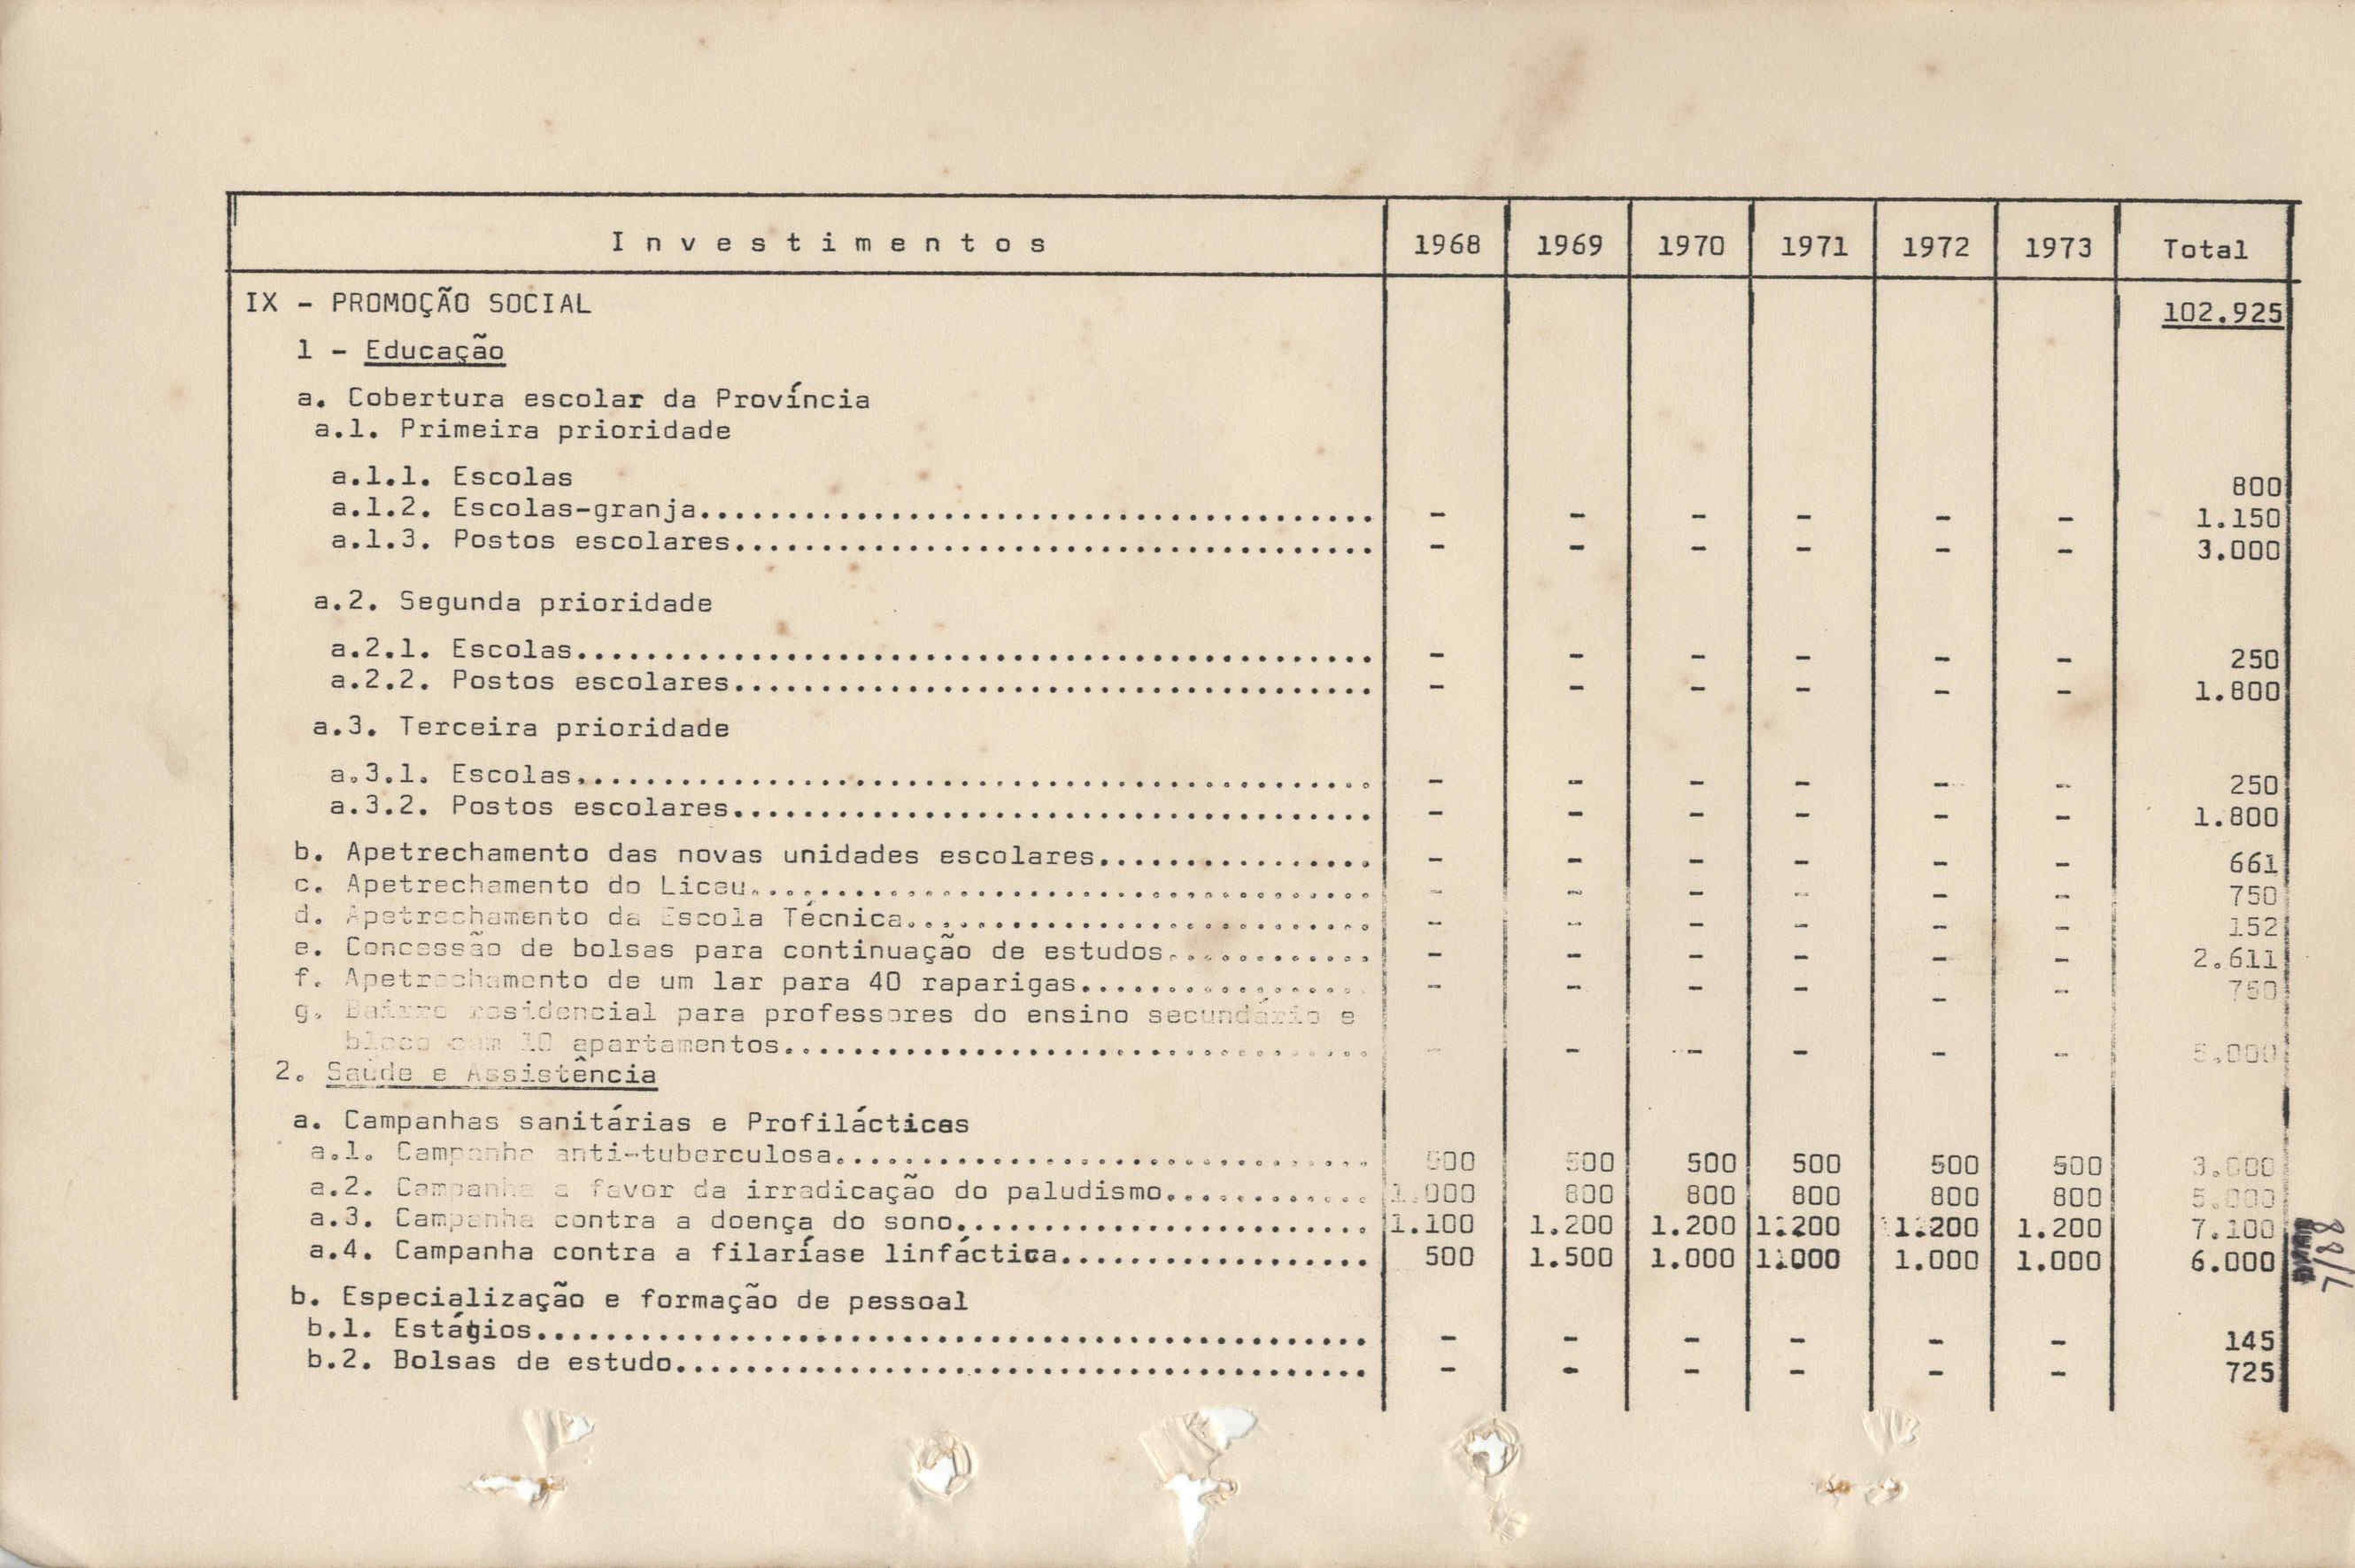 Investimentos 1968 1969 1970 1971 1972 1973 Total
IX - PROMOÇÃO SOCIAL 102.925
1 - Educação
a. Cobertura escolar da Província
a.1. Primeira prioridade
a.1.1. Escolas 800
a.1.2. Escolas-granja...................................... - - - - - - 1.150
a.1.3. Postos escolares.................................... - - - - - - 3.000
a.2. Segunda prioridade
a.2.1. Escolas............................................. - - - - - - 250
a.2.2. Postos escolares.................................... - - - - - - 1.800
a.3. Terceira prioridade
a.3.1. Escolas............................................. - - - - - - 250
a.3.2. Postos escolares.................................... - - - - - - 1.800
b. Apetrechamento das novas unidades escolares............... - - - - - - 661
c. Apetrechamento do Liceu................................... - - - - - - 750
d. Apetrechamento da Escola Técnica.......................... - - - - - - 152
e. Concessão de bolsas para continuação de estudos........... - - - - - - 2.611
f. Apetrechamento de um lar para 40 raparigas................ - - - - - - 750
g. Bairro residencial para professores do ensino secundário e
bloco com 10 apartamentos.................................. - - - - - - 5.000
2. Saúde e Assistência
a. Campanhas sanitárias e Profilácticas
a.1. Campanha anti-tuberculosa............................... 500 500 500 500 500 500 3.000
a.2. Campanha a favor da irradicação do paludismo............ 1.000 800 800 800 800 800 5.000
a.3. Campanha contra a doença do sono........................ 1.100 1.200 1.200 1.200 1.200 1.200 7.100
a.4. Campanha contra a filaríase linfáctica.................. 500 1.500 1.000 1.000 1.000 1.000 6.000
b. Especialização e formação de pessoal
b.1. Estágios................................................ - - - - - - 145
b.2. Bolsas de estudo........................................ - - - - - - 725